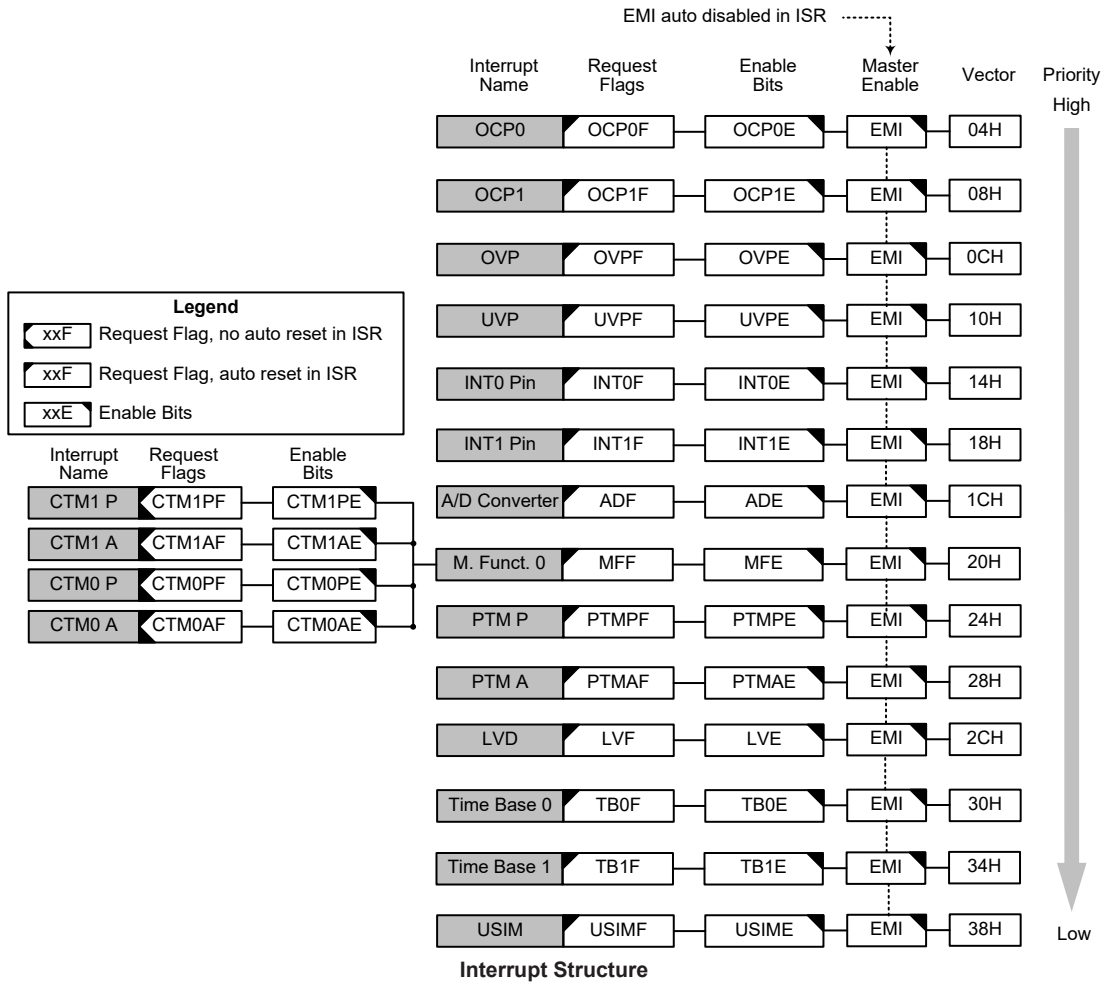 EMI auto disabled in ISR
Interrupt Name Request Flags Enable Bits Master Enable Vector Priority
High
OCP0 OCP0F OCP0E EMI 04H
OCP1 OCP1F OCP1E EMI 08H
OVP OVPF OVPE EMI 0CH
UVP UVPF UVPE EMI 10H
INT0 Pin INT0F INT0E EMI 14H
INT1 Pin INT1F INT1E EMI 18H
A/D Converter ADF ADE EMI 1CH
M. Funct. 0 MFF MFE EMI 20H
PTM P PTMPF PTMPE EMI 24H
PTM A PTMAF PTMAE EMI 28H
LVD LVF LVE EMI 2CH
Time Base 0 TB0F TB0E EMI 30H
Time Base 1 TB1F TB1E EMI 34H
USIM USIMF USIME EMI 38H
Low
Legend
xxF Request Flag, no auto reset in ISR
xxF Request Flag, auto reset in ISR
xxE Enable Bits
Interrupt Name Request Flags Enable Bits
CTM1 P CTM1PF CTM1PE
CTM1 A CTM1AF CTM1AE
CTM0 P CTM0PF CTM0PE
CTM0 A CTM0AF CTM0AE
Interrupt Structure